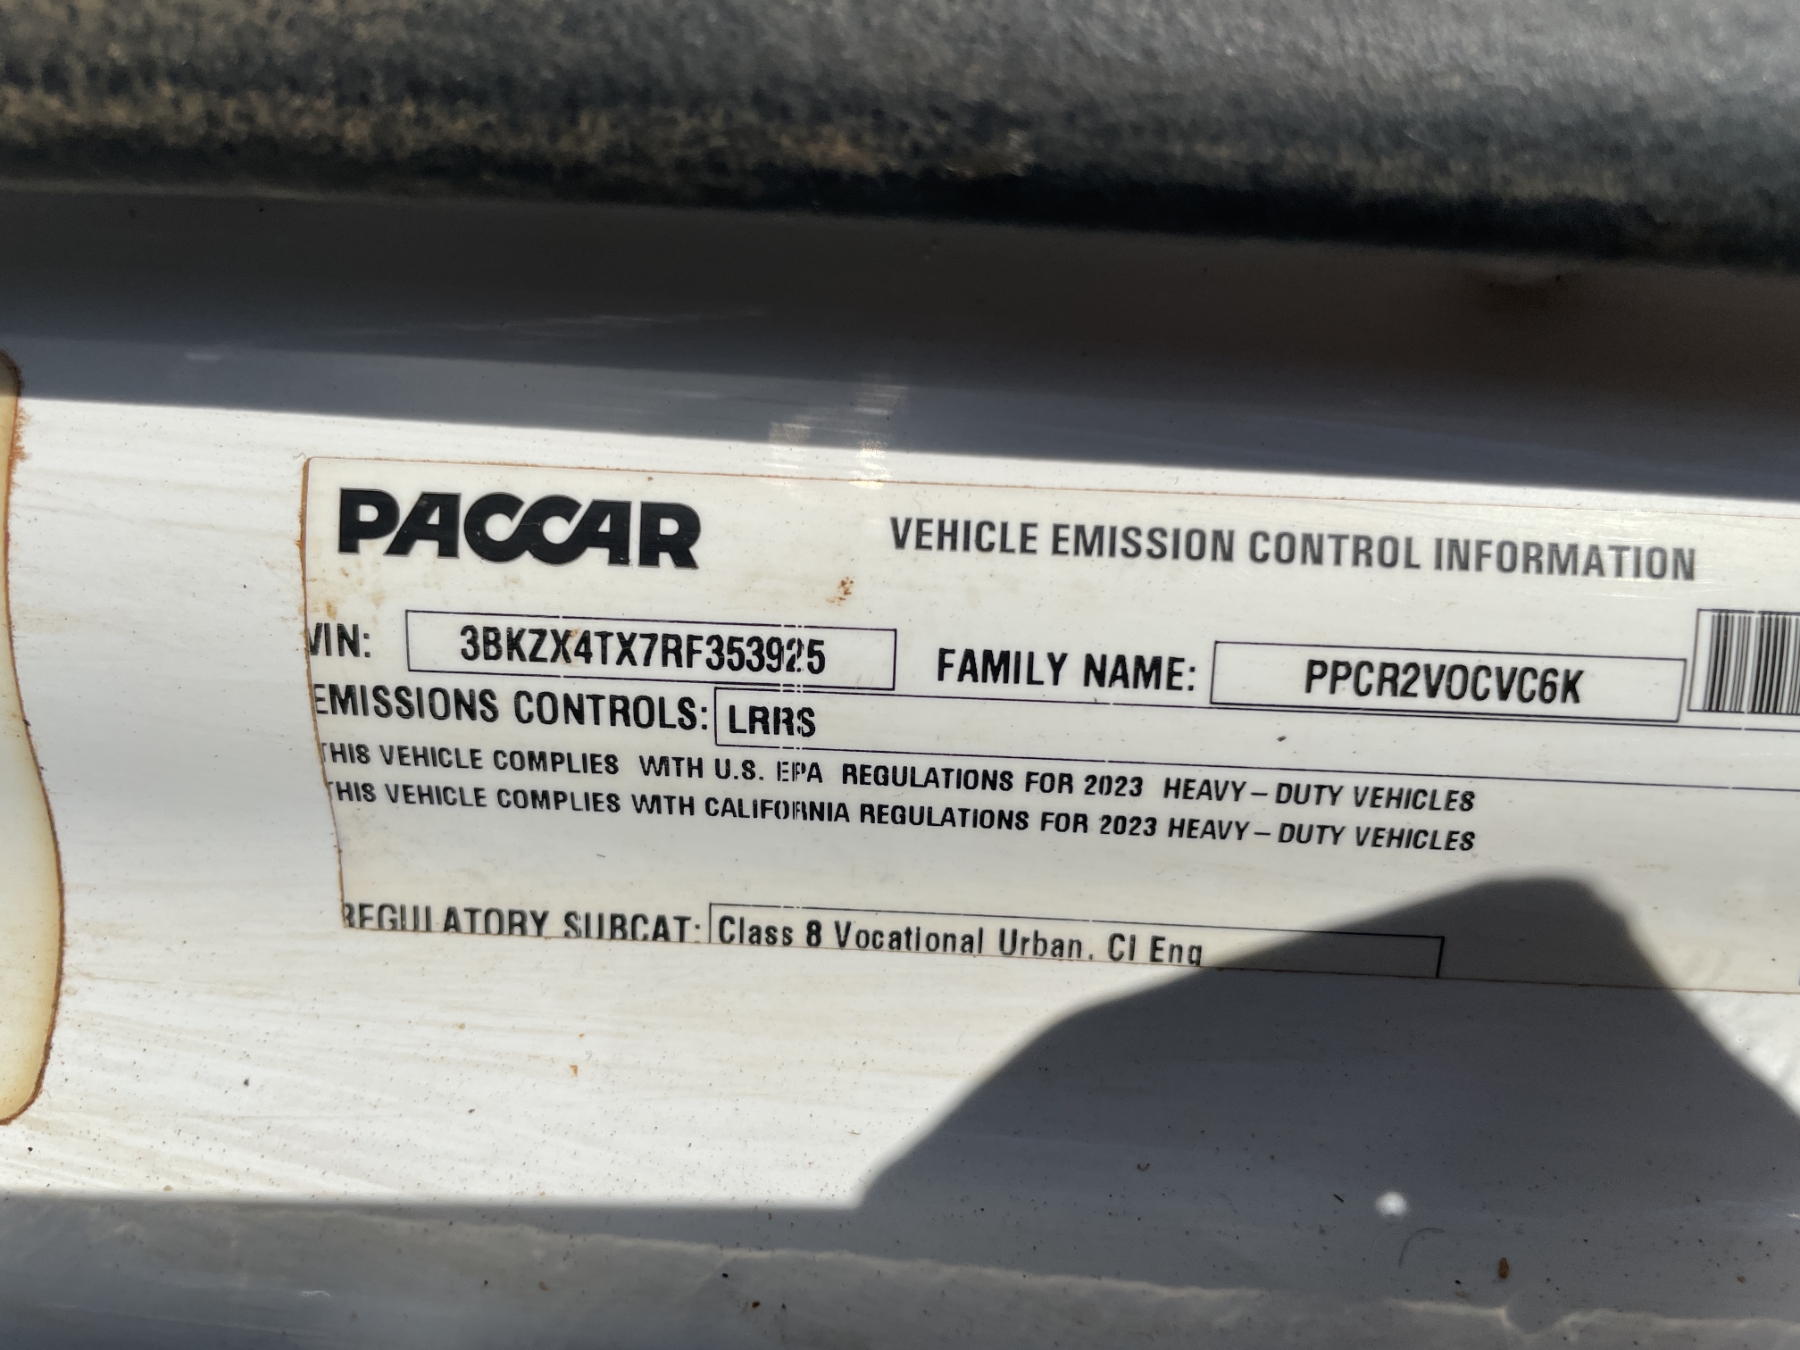 PACCAR
VEHICLE EMISSION CONTROL INFORMATION
VIN: 3BKZX4TX7RF353925 FAMILY NAME: PPCR2VOCVC6K
EMISSIONS CONTROLS: LRRS
THIS VEHICLE COMPLIES WITH U.S. EPA REGULATIONS FOR 2023 HEAVY-DUTY VEHICLES
THIS VEHICLE COMPLIES WITH CALIFORNIA REGULATIONS FOR 2023 HEAVY-DUTY VEHICLES
REGULATORY SUBCAT: Class 8 Vocational Urban. CI Eng